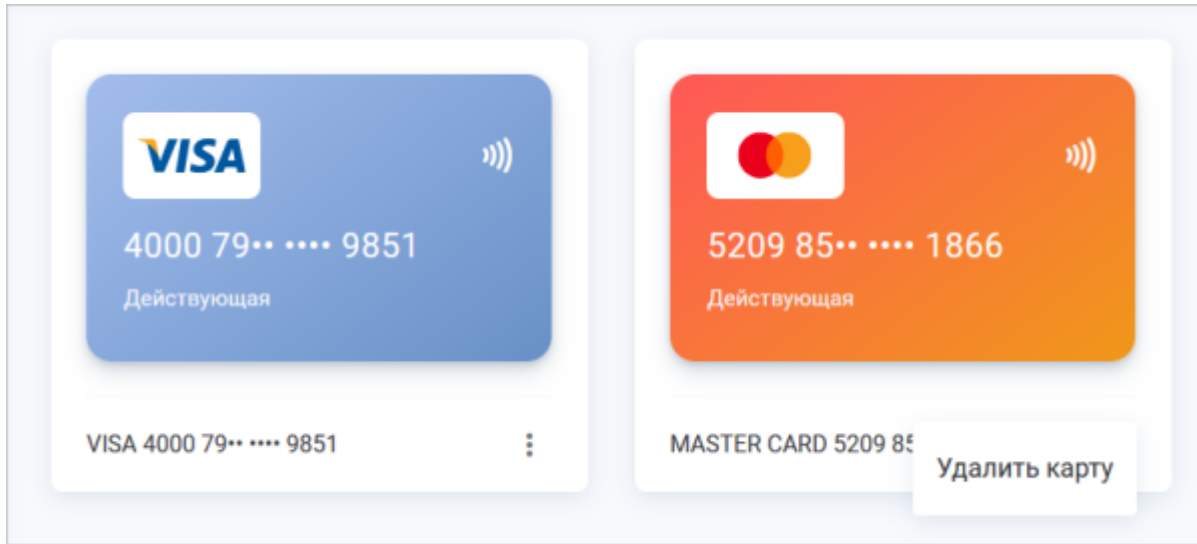 VISA
4000 79•• •••• 9851
Действующая
VISA 4000 79•• •••• 9851
5209 85•• •••• 1866
Действующая
MASTER CARD 5209 85
Удалить карту